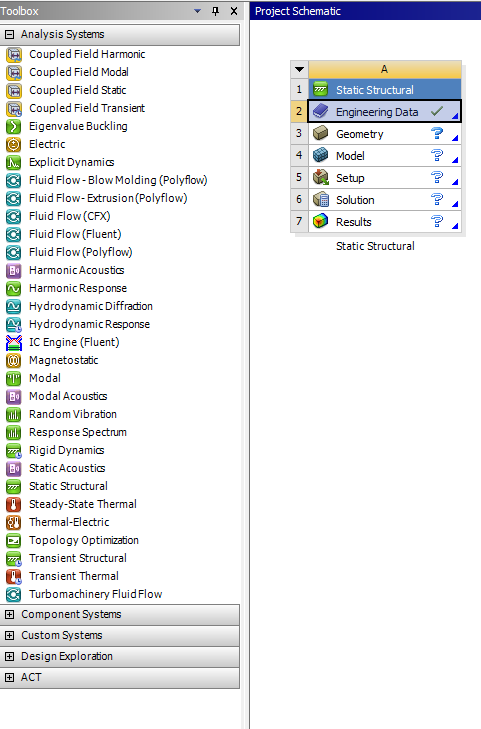 Toolbox
Analysis Systems
Coupled Field Harmonic
Coupled Field Modal
Coupled Field Static
Coupled Field Transient
Eigenvalue Buckling
Electric
Explicit Dynamics
Fluid Flow - Blow Molding (Polyflow)
Fluid Flow- Extrusion(Polyflow)
Fluid Flow (CFX)
Fluid Flow (Fluent)
Fluid Flow (Polyflow)
Harmonic Acoustics
Harmonic Response
Hydrodynamic Diffraction
Hydrodynamic Response
IC Engine (Fluent)
Magnetostatic
Modal
Modal Acoustics
Random Vibration
Response Spectrum
Rigid Dynamics
Static Acoustics
Static Structural
Steady-State Thermal
Thermal-Electric
Topology Optimization
Transient Structural
Transient Thermal
Turbomachinery Fluid Flow
Component Systems
Custom Systems
Design Exploration
ACT
Project Schematic
A
1 Static Structural
2 Engineering Data
3 Geometry ?
4 Model ?
5 Setup ?
6 Solution ?
7 Results ?
Static Structural